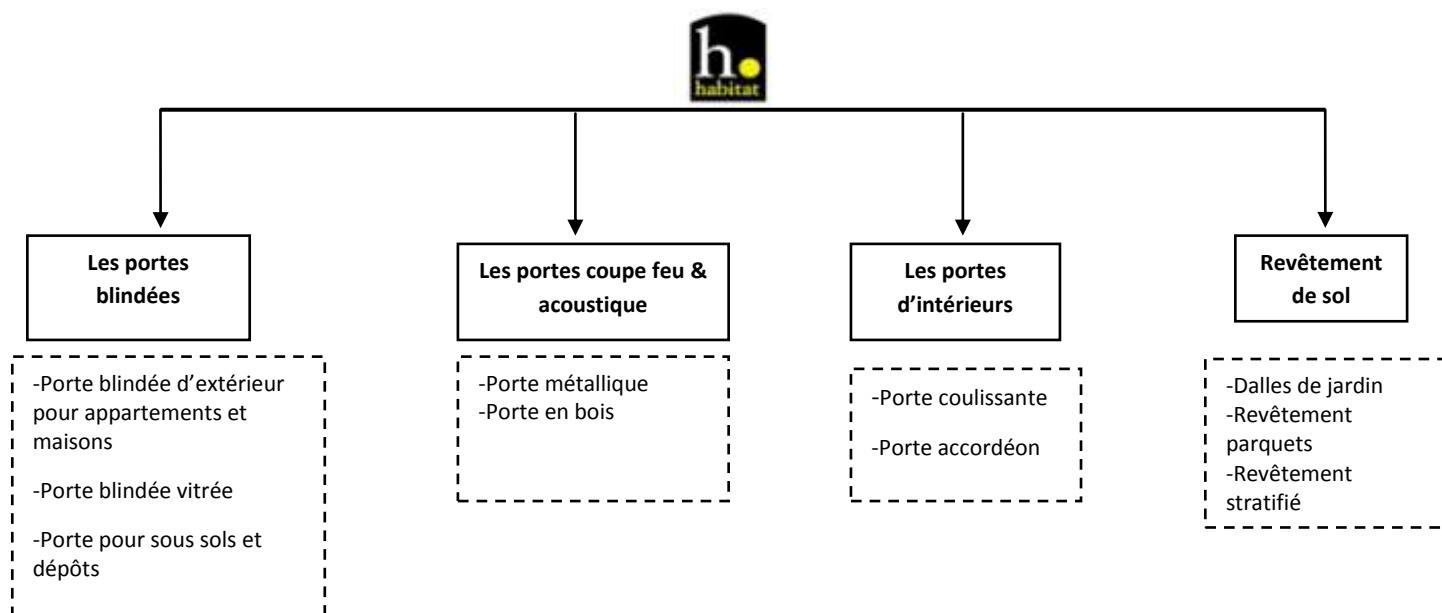 h.
habitat
Les portes
blindées
-Porte blindée d’extérieur
pour appartements et
maisons
-Porte blindée vitrée
-Porte pour sous sols et
dépôts
Les portes coupe feu &
acoustique
-Porte métallique
-Porte en bois
Les portes
d’intérieurs
-Porte coulissante
-Porte accordéon
Revêtement
de sol
-Dalles de jardin
-Revêtement
parquets
-Revêtement
stratifié